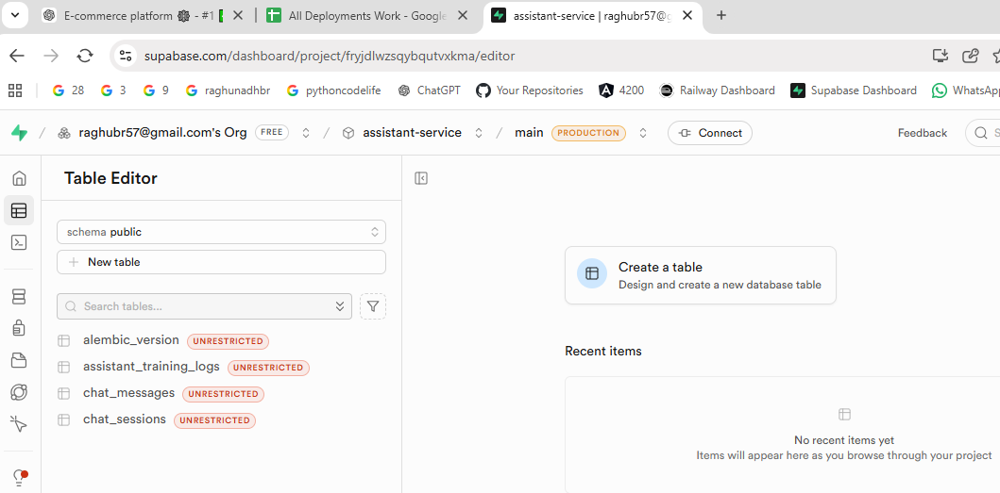 E-commerce platform - #1
All Deployments Work - Google
assistant-service | raghubr57@g
supabase.com/dashboard/project/fryjdlwzsqybqutvxkma/editor
28 3 9 raghunadhbr pythoncodelife ChatGPT Your Repositories 4200 Railway Dashboard Supabase Dashboard WhatsApp
/ raghubr57@gmail.com's Org FREE / assistant-service / main PRODUCTION Connect Feedback
Table Editor
schema public
New table
Search tables...
alembic_version UNRESTRICTED
assistant_training_logs UNRESTRICTED
chat_messages UNRESTRICTED
chat_sessions UNRESTRICTED
Create a table
Design and create a new database table
Recent items
No recent items yet
Items will appear here as you browse through your project